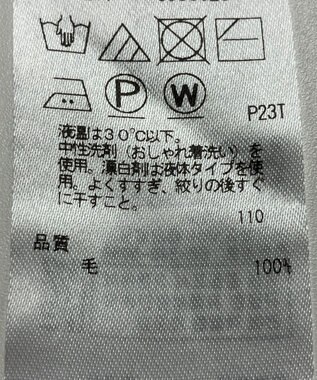 P
W
P23T
液温は30℃以下。
中性洗剤（おしゃれ着洗い）を
使用。漂白剤は液体タイプを使
用。よくすすぎ、絞りの後すぐ
に干すこと。
110
品質
毛 100%